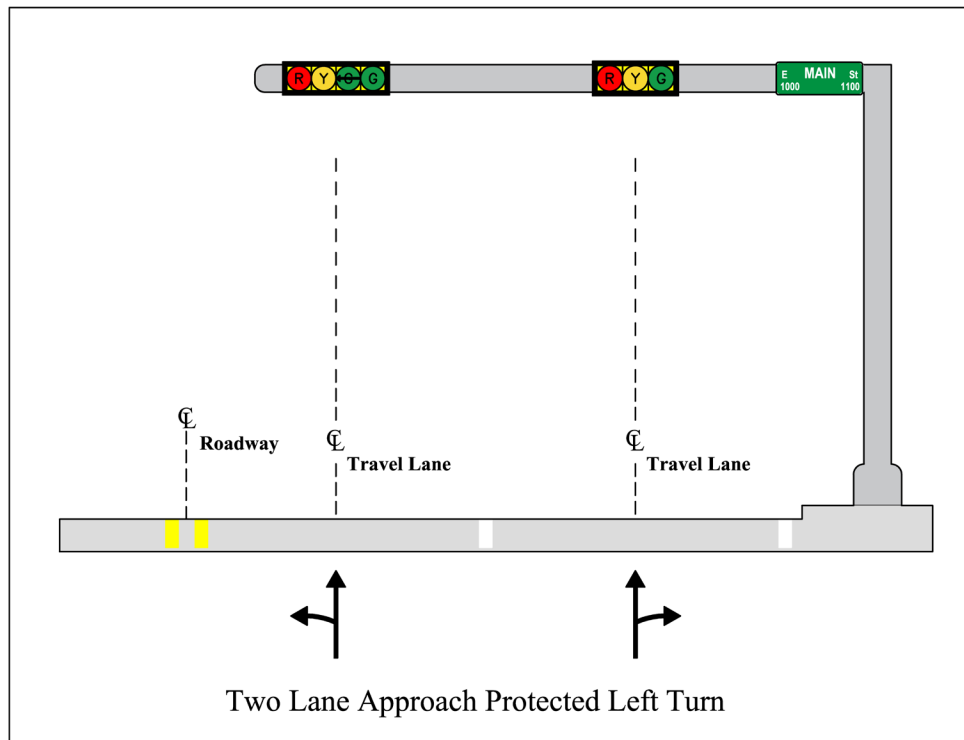 R Y G G
R Y G
E MAIN St
1000 1100
℄
Roadway
℄
Travel Lane
℄
Travel Lane
Two Lane Approach Protected Left Turn